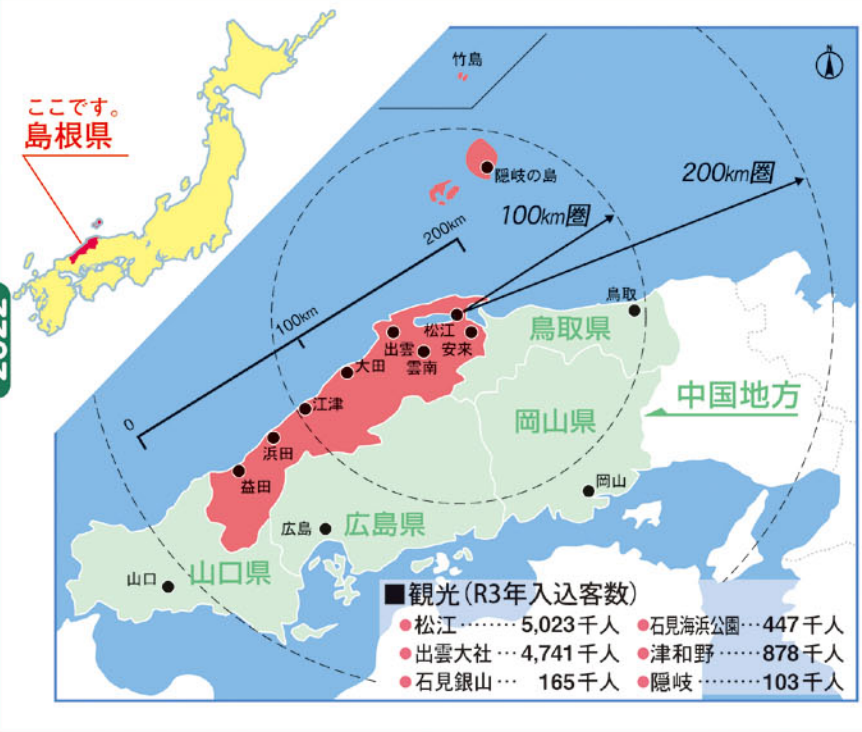 ここです。
島根県
2022
竹島
隠岐の島
200km圏
100km圏
200km
100km
0
鳥取
松江
出雲
安来
雲南
大田
江津
浜田
益田
鳥取県
岡山県
中国地方
岡山
広島
広島県
山口
山口県
■観光（R3年入込客数）
●松江………5,023千人 ●石見海浜公園…447千人
●出雲大社…4,741千人 ●津和野……878千人
●石見銀山… 165千人 ●隠岐………103千人